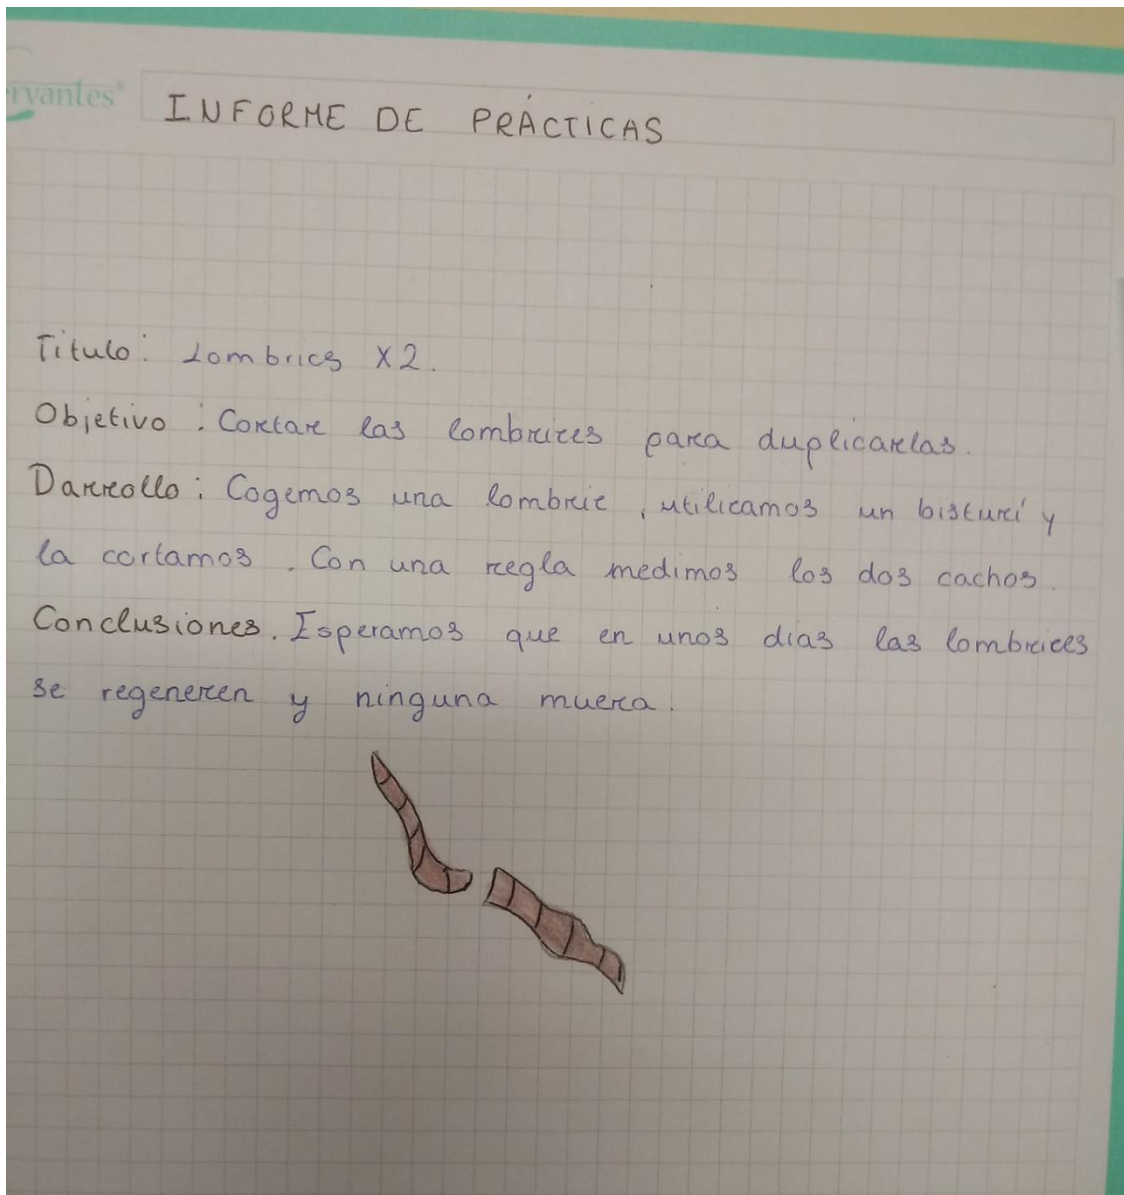 rvantes®
INFORME DE PRÁCTICAS
Titulo: Lombrics X2.
Objetivo: Cortar las lombrices para duplicarlas.
Darrollo: Cogemos una lombriz, utilizamos un bisturí y
la cortamos. Con una regla medimos los dos cachos.
Conclusiones. Esperamos que en unos dias las lombrices
se regeneren y ninguna muera.